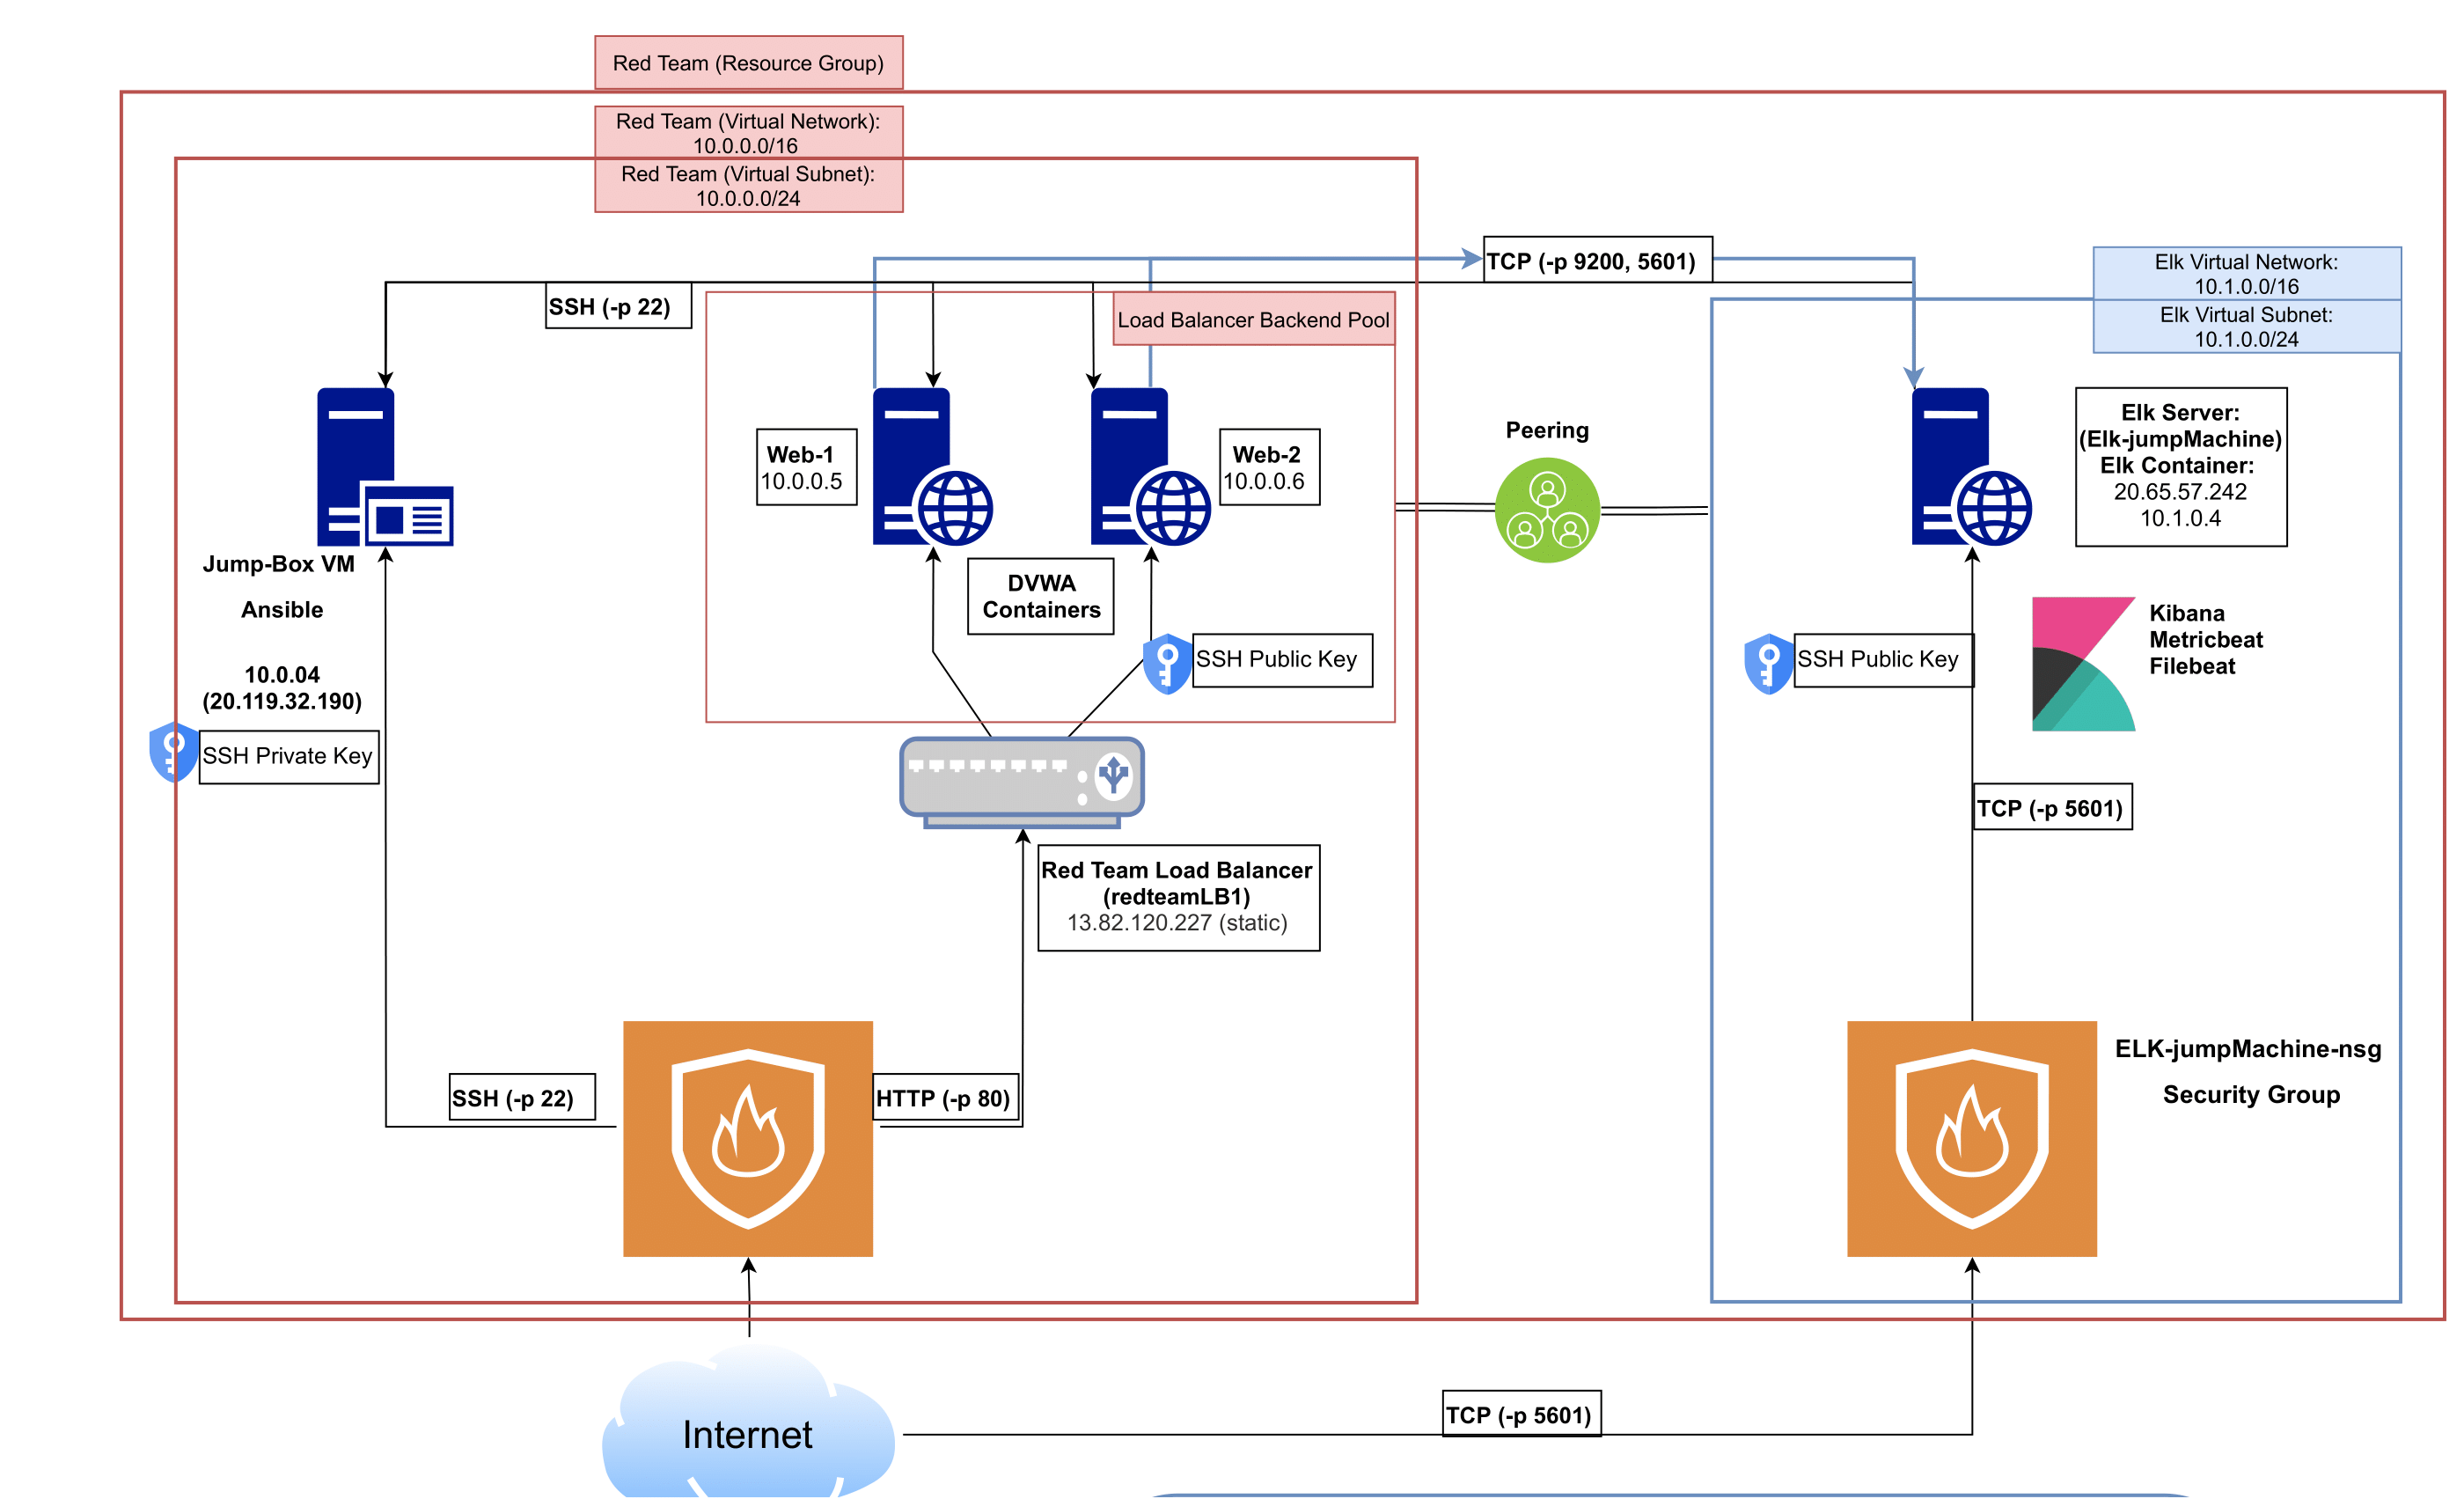 Red Team (Resource Group)
Red Team (Virtual Network):
10.0.0.0/16
Red Team (Virtual Subnet):
10.0.0.0/24
TCP (-p 9200, 5601)
Elk Virtual Network:
10.1.0.0/16
Elk Virtual Subnet:
10.1.0.0/24
SSH (-p 22)
Load Balancer Backend Pool
Web-1
10.0.0.5
Web-2
10.0.0.6
Peering
Elk Server:
(Elk-jumpMachine)
Elk Container:
20.65.57.242
10.1.0.4
Jump-Box VM
Ansible
10.0.04
(20.119.32.190)
SSH Private Key
DVWA
Containers
SSH Public Key
SSH Public Key
Kibana
Metricbeat
Filebeat
TCP (-p 5601)
Red Team Load Balancer
(redteamLB1)
13.82.120.227 (static)
SSH (-p 22)
HTTP (-p 80)
ELK-jumpMachine-nsg
Security Group
TCP (-p 5601)
Internet